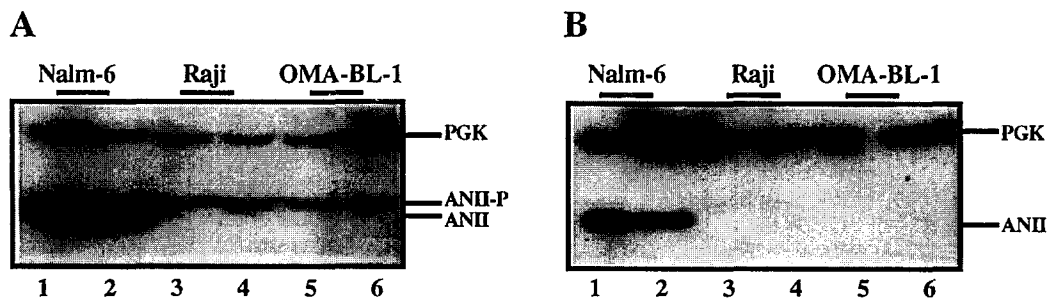 A
B
Nalm-6 Raji OMA-BL-1
Nalm-6 Raji OMA-BL-1
PGK
PGK
ANII-P
ANII
ANII
1 2 3 4 5 6
1 2 3 4 5 6